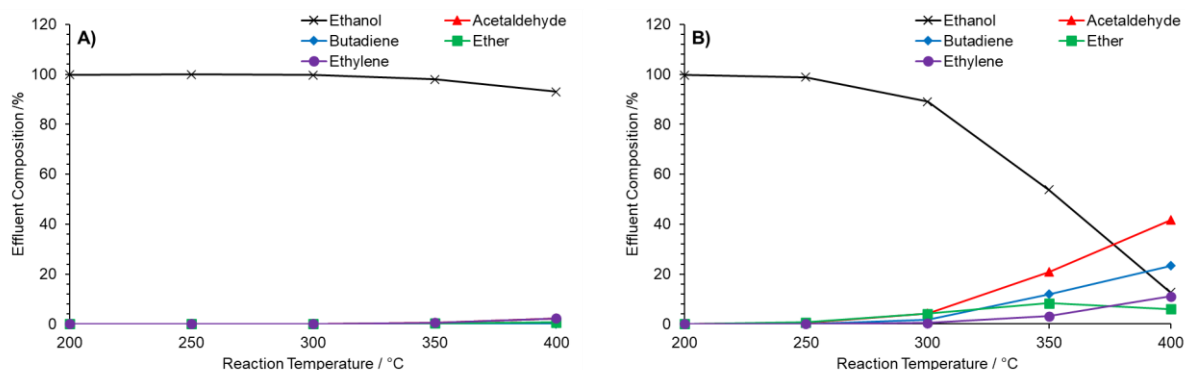 A)
Ethanol
Acetaldehyde
Butadiene
Ether
Ethylene
120
100
80
60
40
20
0
Effluent Composition /%
200
250
300
350
400
Reaction Temperature / °C
B)
Ethanol
Acetaldehyde
Butadiene
Ether
Ethylene
120
100
80
60
40
20
0
Effluent Composition /%
200
250
300
350
400
Reaction Temperature / °C